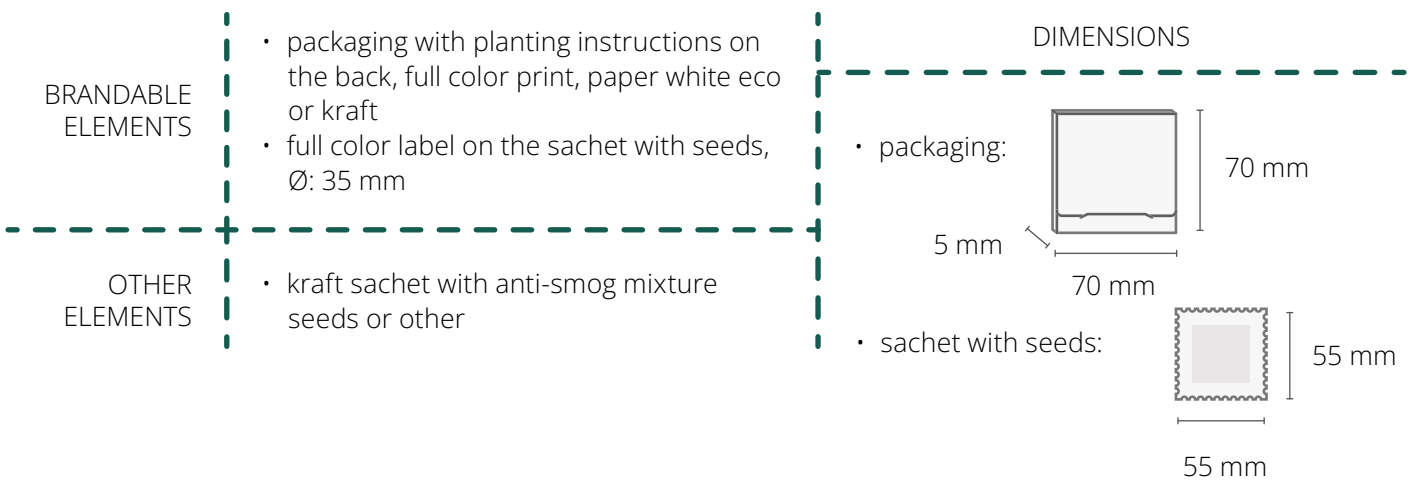 BRANDABLE
ELEMENTS
• packaging with planting instructions on
the back, full color print, paper white eco
or kraft
• full color label on the sachet with seeds,
Ø: 35 mm
OTHER
ELEMENTS
• kraft sachet with anti-smog mixture
seeds or other
DIMENSIONS
• packaging:
70 mm
5 mm
70 mm
• sachet with seeds:
55 mm
55 mm